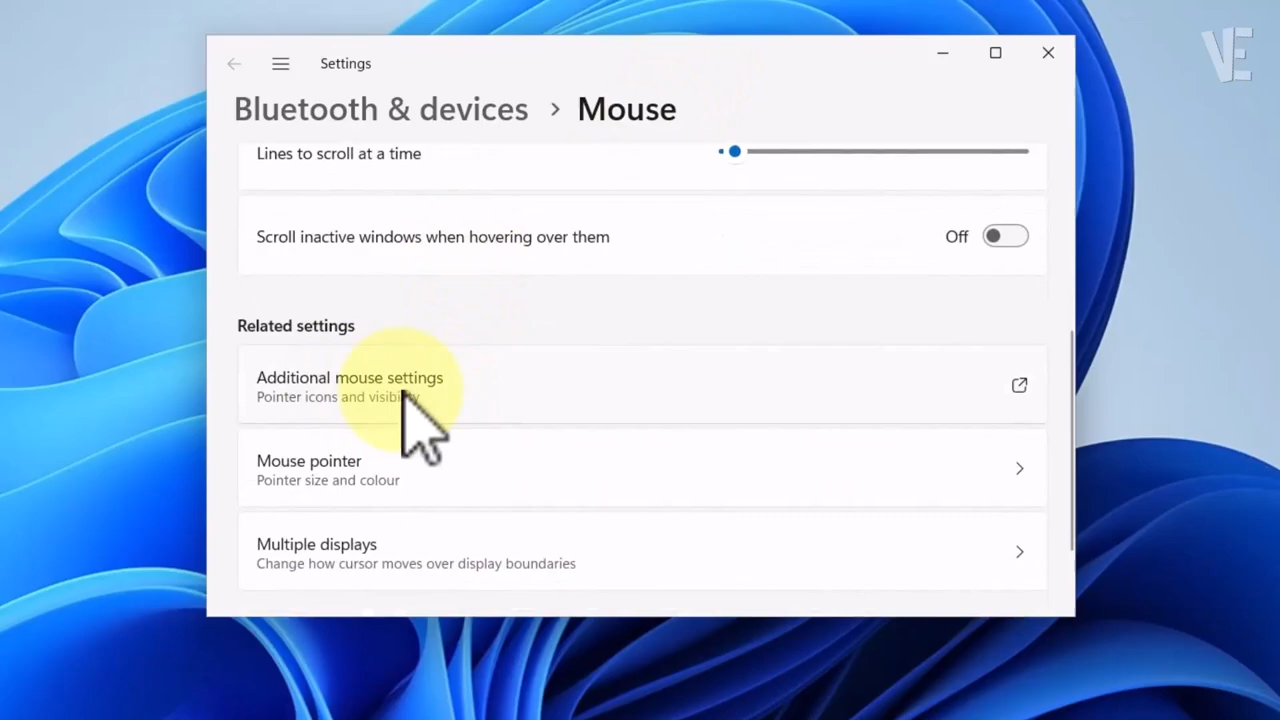 VE
Settings
Bluetooth & devices > Mouse
Lines to scroll at a time
Scroll inactive windows when hovering over them Off
Related settings
Additional mouse settings
Pointer icons and visibility
Mouse pointer
Pointer size and colour
Multiple displays
Change how cursor moves over display boundaries